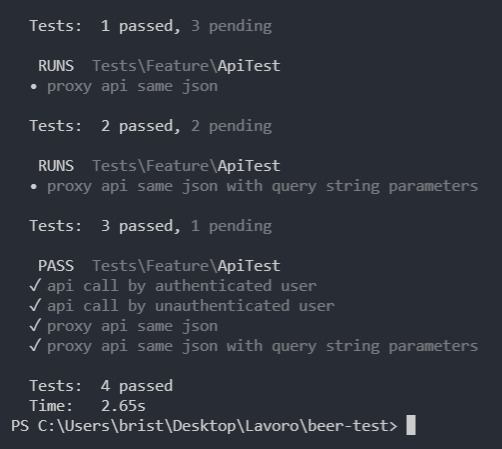 Tests:  1 passed, 3 pending
RUNS  Tests\Feature\ApiTest
• proxy api same json
Tests:  2 passed, 2 pending
RUNS  Tests\Feature\ApiTest
• proxy api same json with query string parameters
Tests:  3 passed, 1 pending
PASS  Tests\Feature\ApiTest
✓ api call by authenticated user
✓ api call by unauthenticated user
✓ proxy api same json
✓ proxy api same json with query string parameters
Tests:  4 passed
Time:   2.65s
PS C:\Users\brist\Desktop\Lavoro\beer-test>